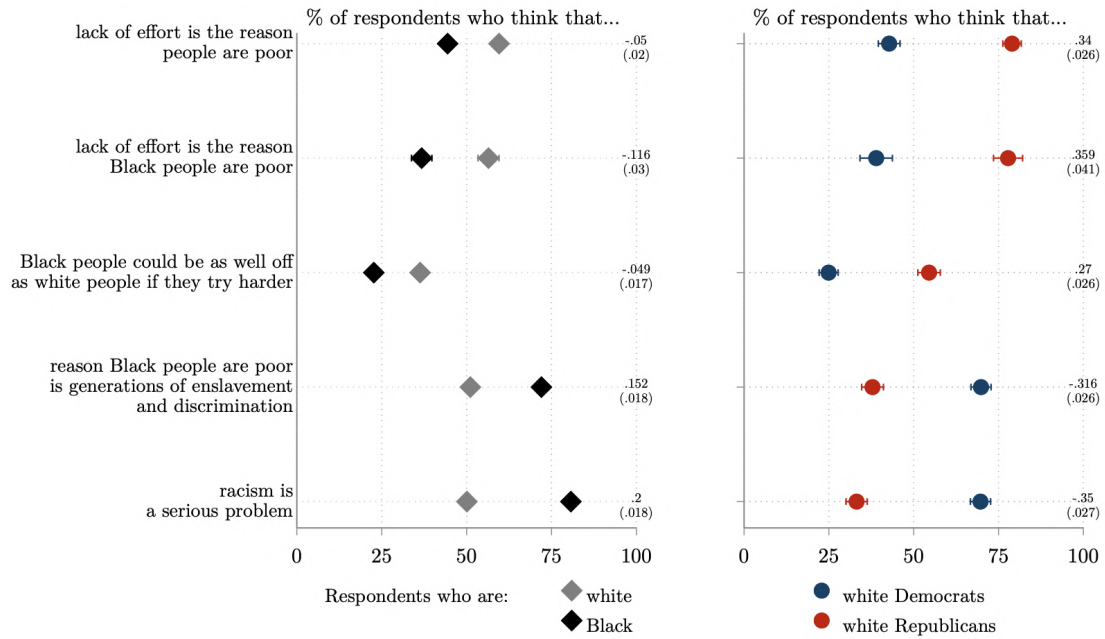 % of respondents who think that...
% of respondents who think that...
lack of effort is the reason
people are poor
-.05
(.02)
.34
(.026)
lack of effort is the reason
Black people are poor
-.116
(.03)
.359
(.041)
Black people could be as well off
as white people if they try harder
-.049
(.017)
.27
(.026)
reason Black people are poor
is generations of enslavement
and discrimination
.152
(.018)
-.316
(.026)
racism is
a serious problem
.2
(.018)
-.35
(.027)
0 25 50 75 100
0 25 50 75 100
Respondents who are:
white
Black
white Democrats
white Republicans